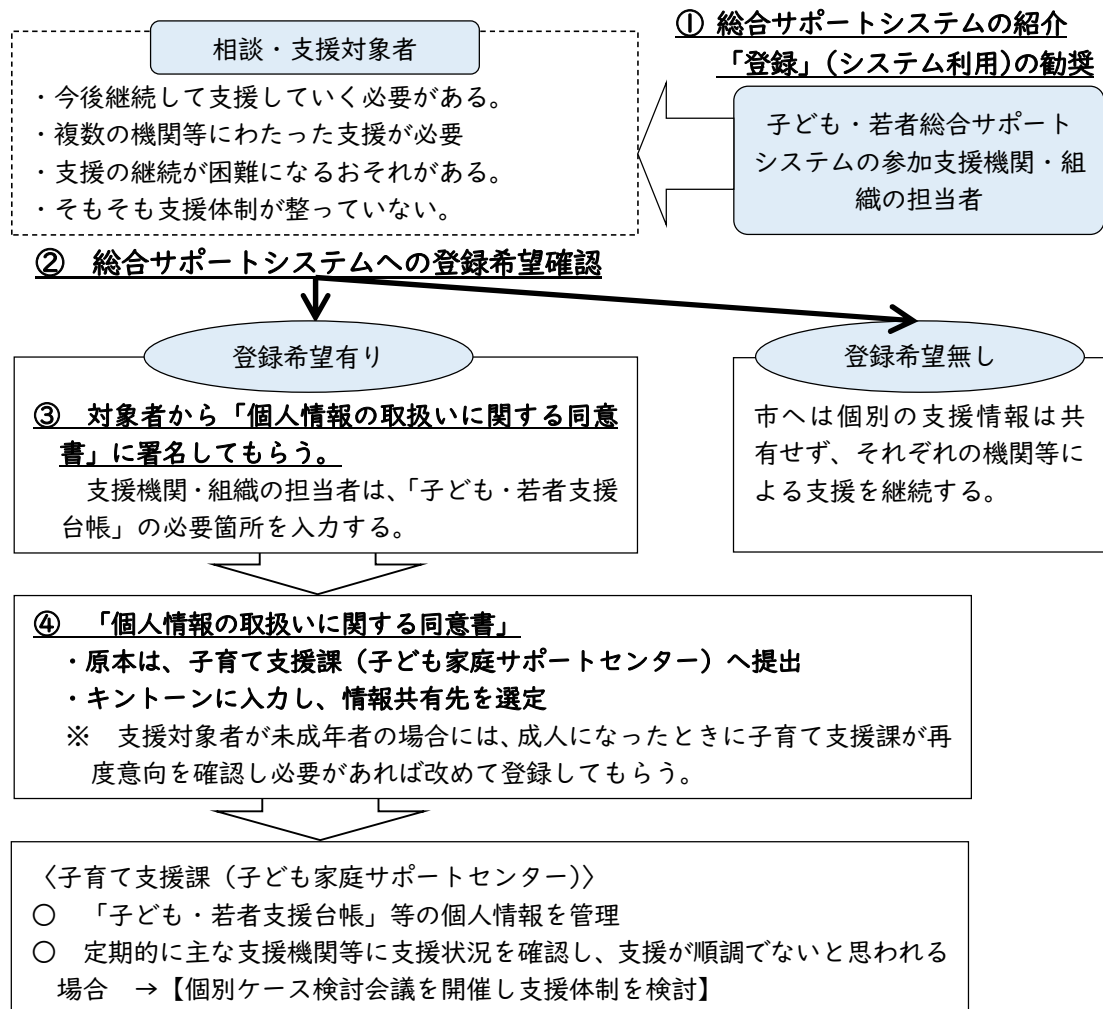 ① 総合サポートシステムの紹介
「登録」(システム利用)の勧奨
相談・支援対象者
・今後継続して支援していく必要がある。
・複数の機関等にわたった支援が必要
・支援の継続が困難になるおそれがある。
・そもそも支援体制が整っていない。
子ども・若者総合サポート
システムの参加支援機関・組
織の担当者
② 総合サポートシステムへの登録希望確認
登録希望有り
③ 対象者から「個人情報の取扱いに関する同意
書」に署名してもらう。
支援機関・組織の担当者は、「子ども・若者支援
台帳」の必要箇所を入力する。
登録希望無し
市へは個別の支援情報は共
有せず、それぞれの機関等に
よる支援を継続する。
④ 「個人情報の取扱いに関する同意書」
・原本は、子育て支援課（子ども家庭サポートセンター）へ提出
・キントーンに入力し、情報共有先を選定
※ 支援対象者が未成年者の場合には、成人になったときに子育て支援課が再
度意向を確認し必要があれば改めて登録してもらう。
〈子育て支援課（子ども家庭サポートセンター）〉
○ 「子ども・若者支援台帳」等の個人情報を管理
○ 定期的に主な支援機関等に支援状況を確認し、支援が順調でないと思われる
場合 →【個別ケース検討会議を開催し支援体制を検討】